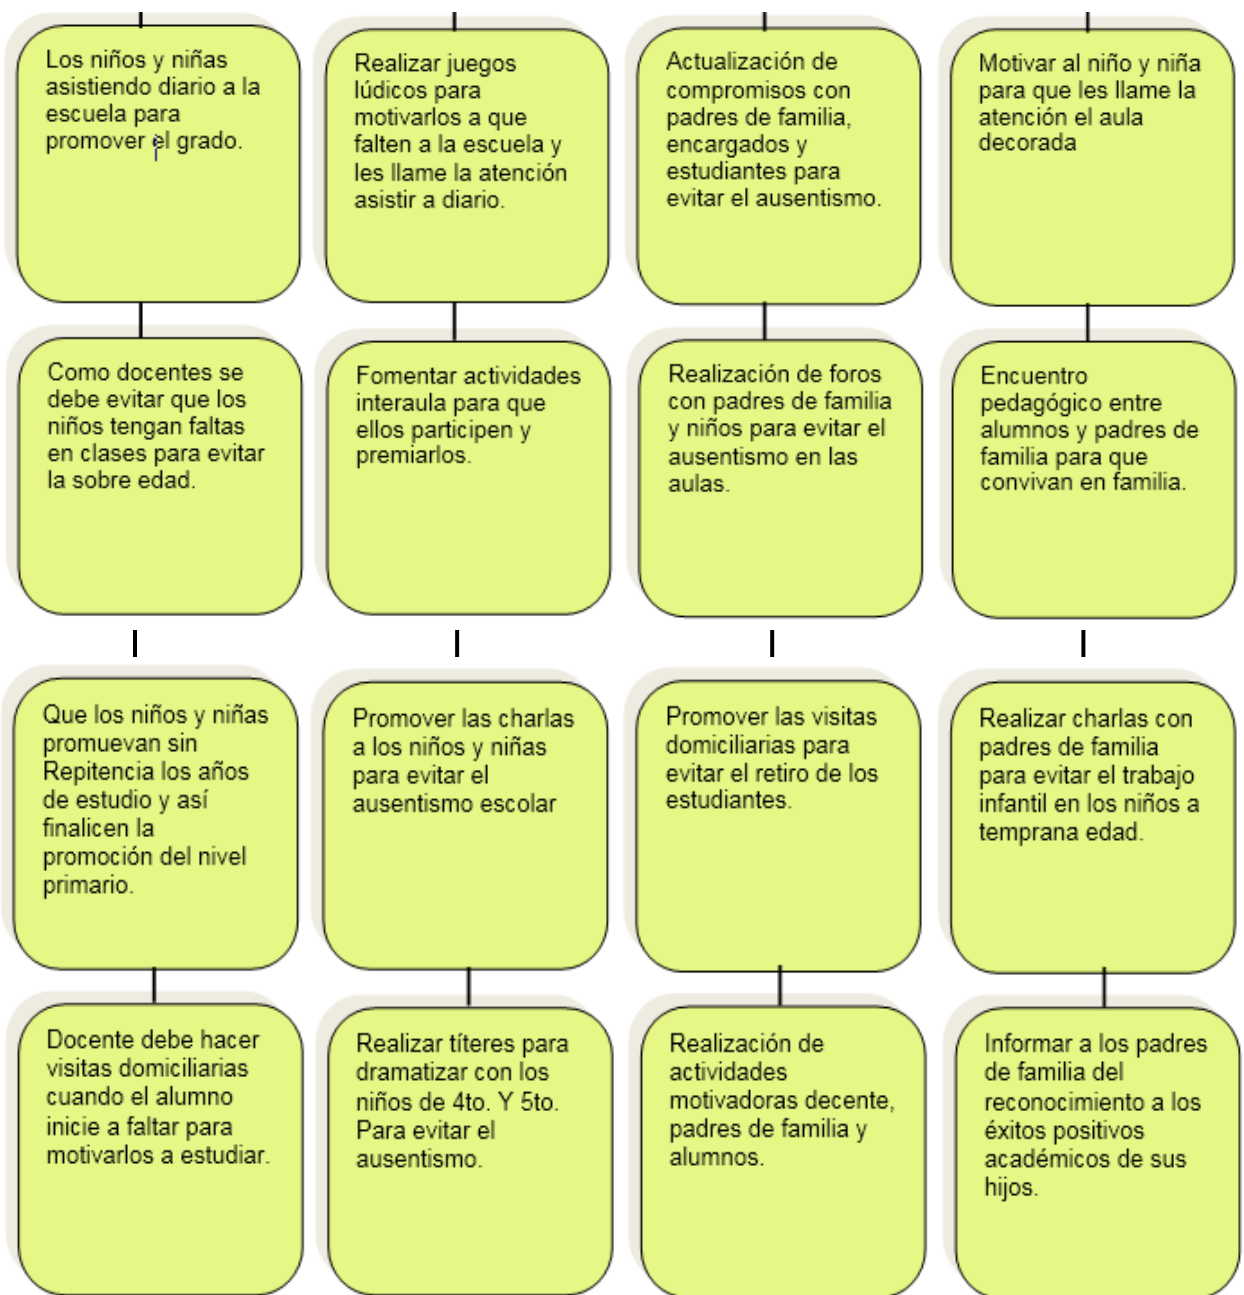 Los niños y niñas
asistiendo diario a la
escuela para
promover el grado.
Realizar juegos
lúdicos para
motivarlos a que
falten a la escuela y
les llame la atención
asistir a diario.
Actualización de
compromisos con
padres de familia,
encargados y
estudiantes para
evitar el ausentismo.
Motivar al niño y niña
para que les llame la
atención el aula
decorada
Como docentes se
debe evitar que los
niños tengan faltas
en clases para evitar
la sobre edad.
Fomentar actividades
interaula para que
ellos participen y
premiarlos.
Realización de foros
con padres de familia
y niños para evitar el
ausentismo en las
aulas.
Encuentro
pedagógico entre
alumnos y padres de
familia para que
convivan en familia.
Que los niños y niñas
promuevan sin
Repitencia los años
de estudio y así
finalicen la
promoción del nivel
primario.
Promover las charlas
a los niños y niñas
para evitar el
ausentismo escolar
Promover las visitas
domiciliarias para
evitar el retiro de los
estudiantes.
Realizar charlas con
padres de familia
para evitar el trabajo
infantil en los niños a
temprana edad.
Docente debe hacer
visitas domiciliarias
cuando el alumno
inicie a faltar para
motivarlos a estudiar.
Realizar títeres para
dramatizar con los
niños de 4to. Y 5to.
Para evitar el
ausentismo.
Realización de
actividades
motivadoras decente,
padres de familia y
alumnos.
Informar a los padres
de familia del
reconocimiento a los
éxitos positivos
académicos de sus
hijos.